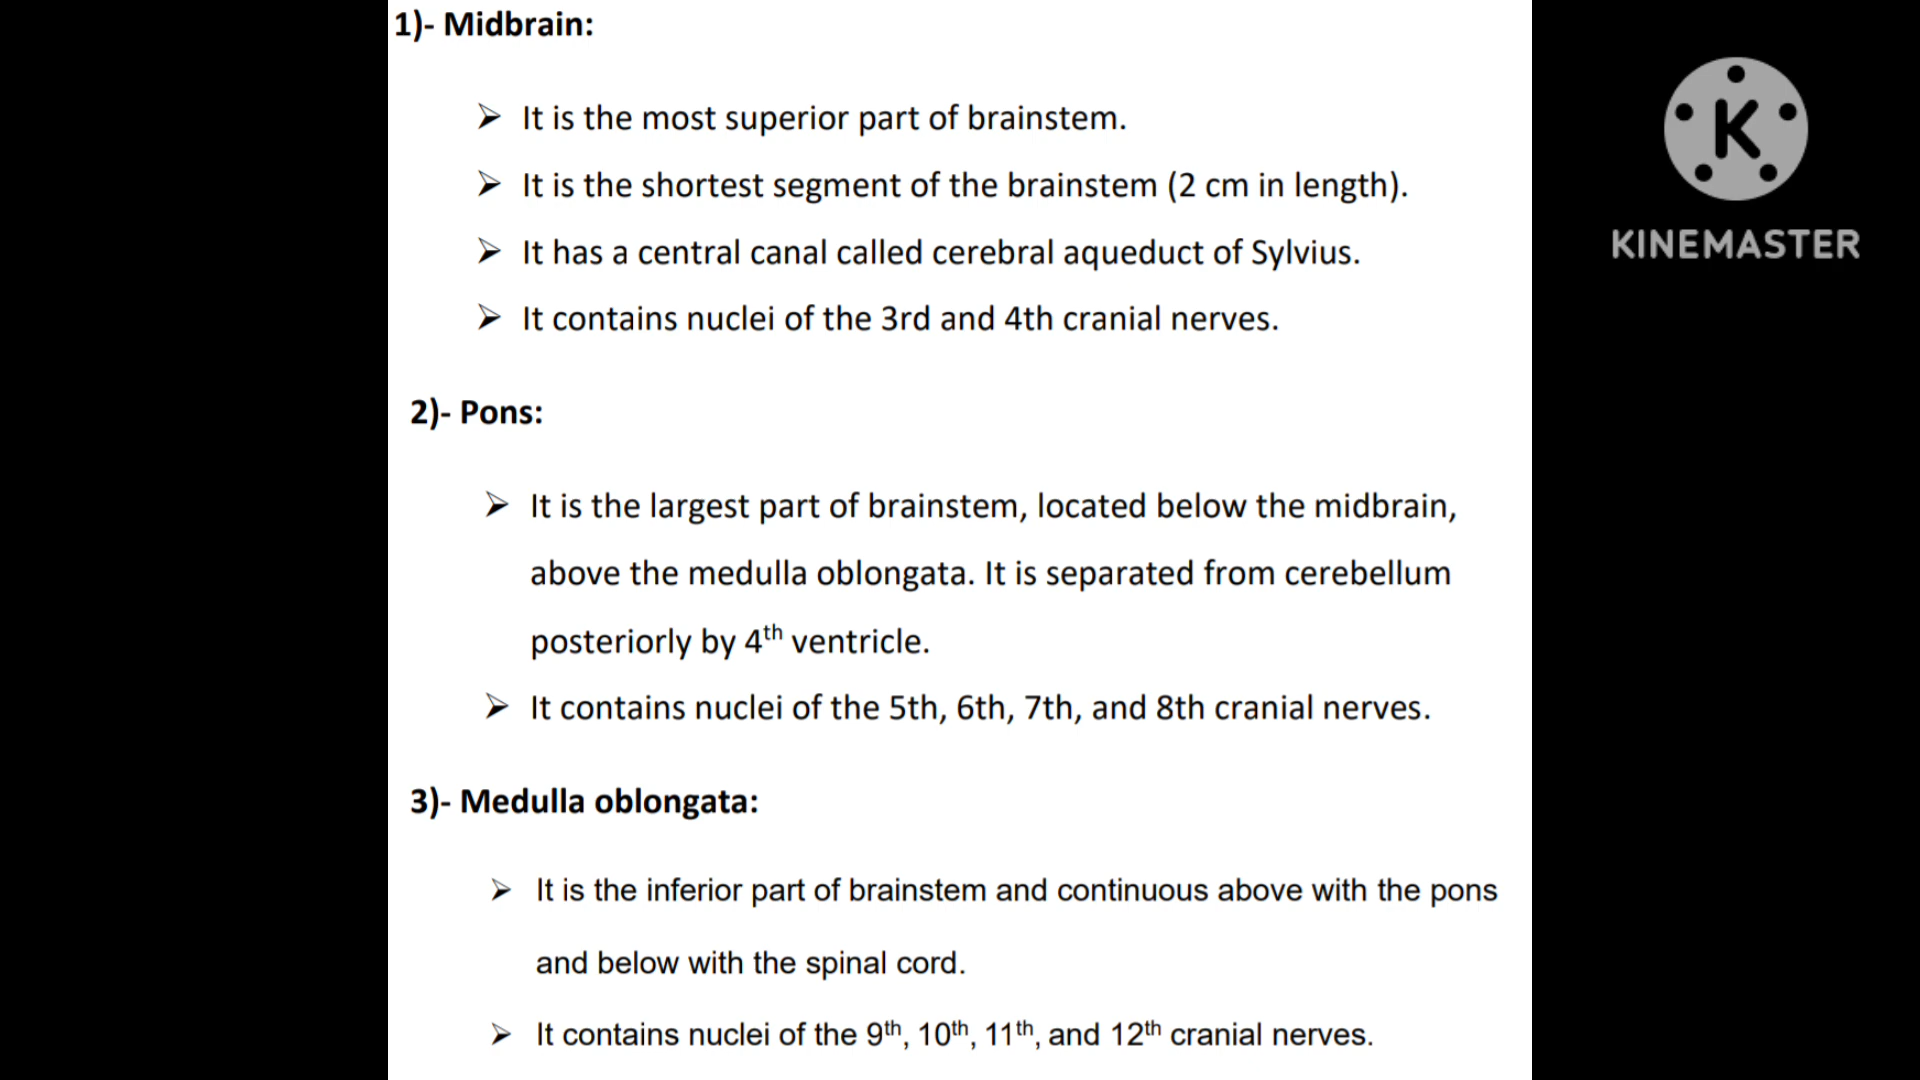 1)- Midbrain:
➢ It is the most superior part of brainstem.
➢ It is the shortest segment of the brainstem (2 cm in length).
➢ It has a central canal called cerebral aqueduct of Sylvius.
➢ It contains nuclei of the 3rd and 4th cranial nerves.
2)- Pons:
➢ It is the largest part of brainstem, located below the midbrain,
above the medulla oblongata. It is separated from cerebellum
posteriorly by 4th ventricle.
➢ It contains nuclei of the 5th, 6th, 7th, and 8th cranial nerves.
3)- Medulla oblongata:
➢ It is the inferior part of brainstem and continuous above with the pons
and below with the spinal cord.
➢ It contains nuclei of the 9th, 10th, 11th, and 12th cranial nerves.
K
KINEMASTER